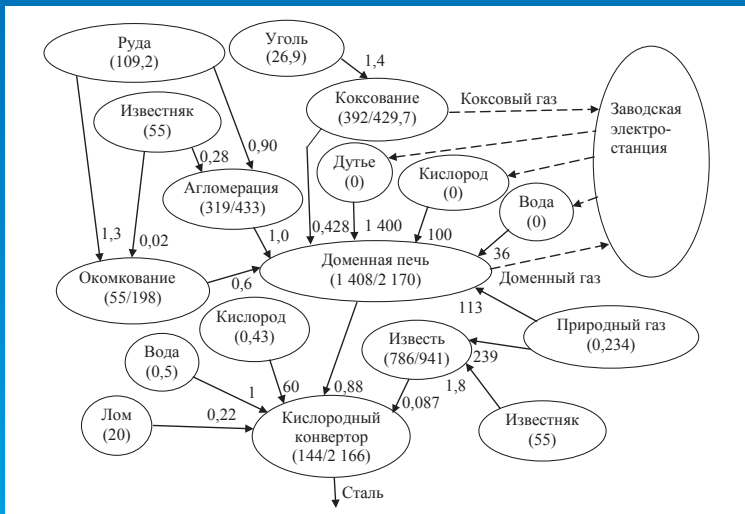 Руда
(109,2)
Уголь
(26,9)
1,4
Коксование
(392/429,7)
Коксовый газ
Заводская
электро-
станция
Известняк
(55)
0,28
0,90
Дутье
(0)
Кислород
(0)
Вода
(0)
Агломерация
(319/433)
1,3
0,02
1,0
0,428
1 400
100
36
Окомкование
(55/198)
0,6
Доменная печь
(1 408/2 170)
Доменный газ
113
Природный газ
(0,234)
Кислород
(0,43)
Известь
(786/941)
239
Вода
(0,5)
1
60
0,88
0,087
1,8
Лом
(20)
0,22
Кислородный
конвертор
(144/2 166)
Известняк
(55)
Сталь